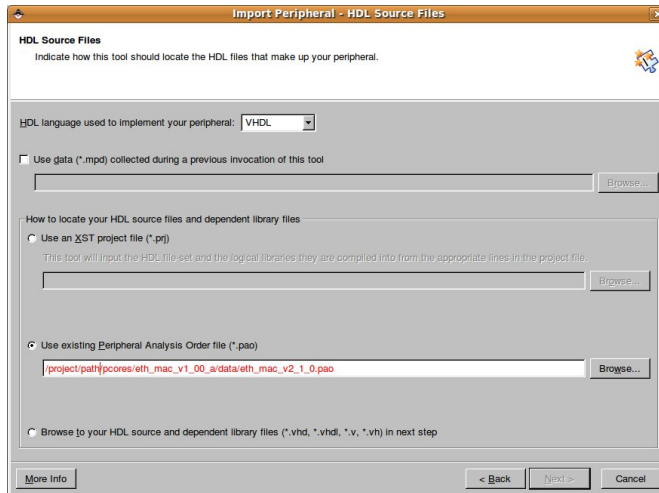 Import Peripheral - HDL Source Files
HDL Source Files
Indicate how this tool should locate the HDL files that make up your peripheral.
HDL language used to implement your peripheral: VHDL
Use data (*.mpd) collected during a previous invocation of this tool
Browse...
How to locate your HDL source files and dependent library files
Use an XST project file (*.prj)
This tool will input the HDL file-set and the logical libraries they are compiled into from the appropriate lines in the project file.
Browse...
Use existing Peripheral Analysis Order file (*.pao)
/project/path/pcores/eth_mac_v1_00_a/data/eth_mac_v2_1_0.pao Browse...
Browse to your HDL source and dependent library files (*.vhd, *.vhdl, *.v, *.vh) in next step
More Info < Back Next > Cancel